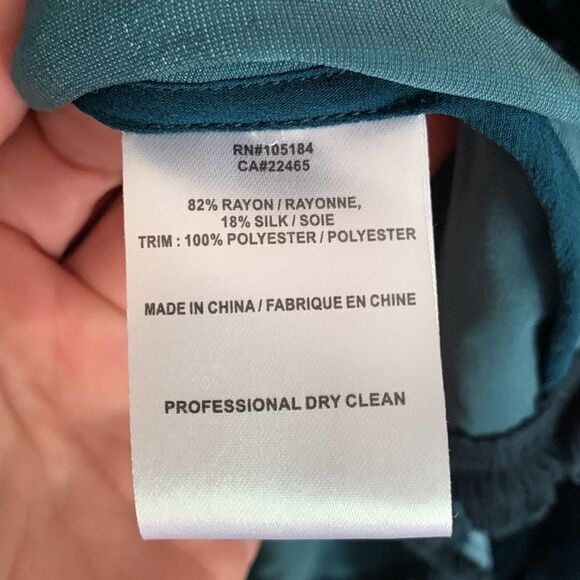 RN#105184
CA#22465
82% RAYON / RAYONNE,
18% SILK / SOIE
TRIM : 100% POLYESTER / POLYESTER
MADE IN CHINA / FABRIQUE EN CHINE
PROFESSIONAL DRY CLEAN